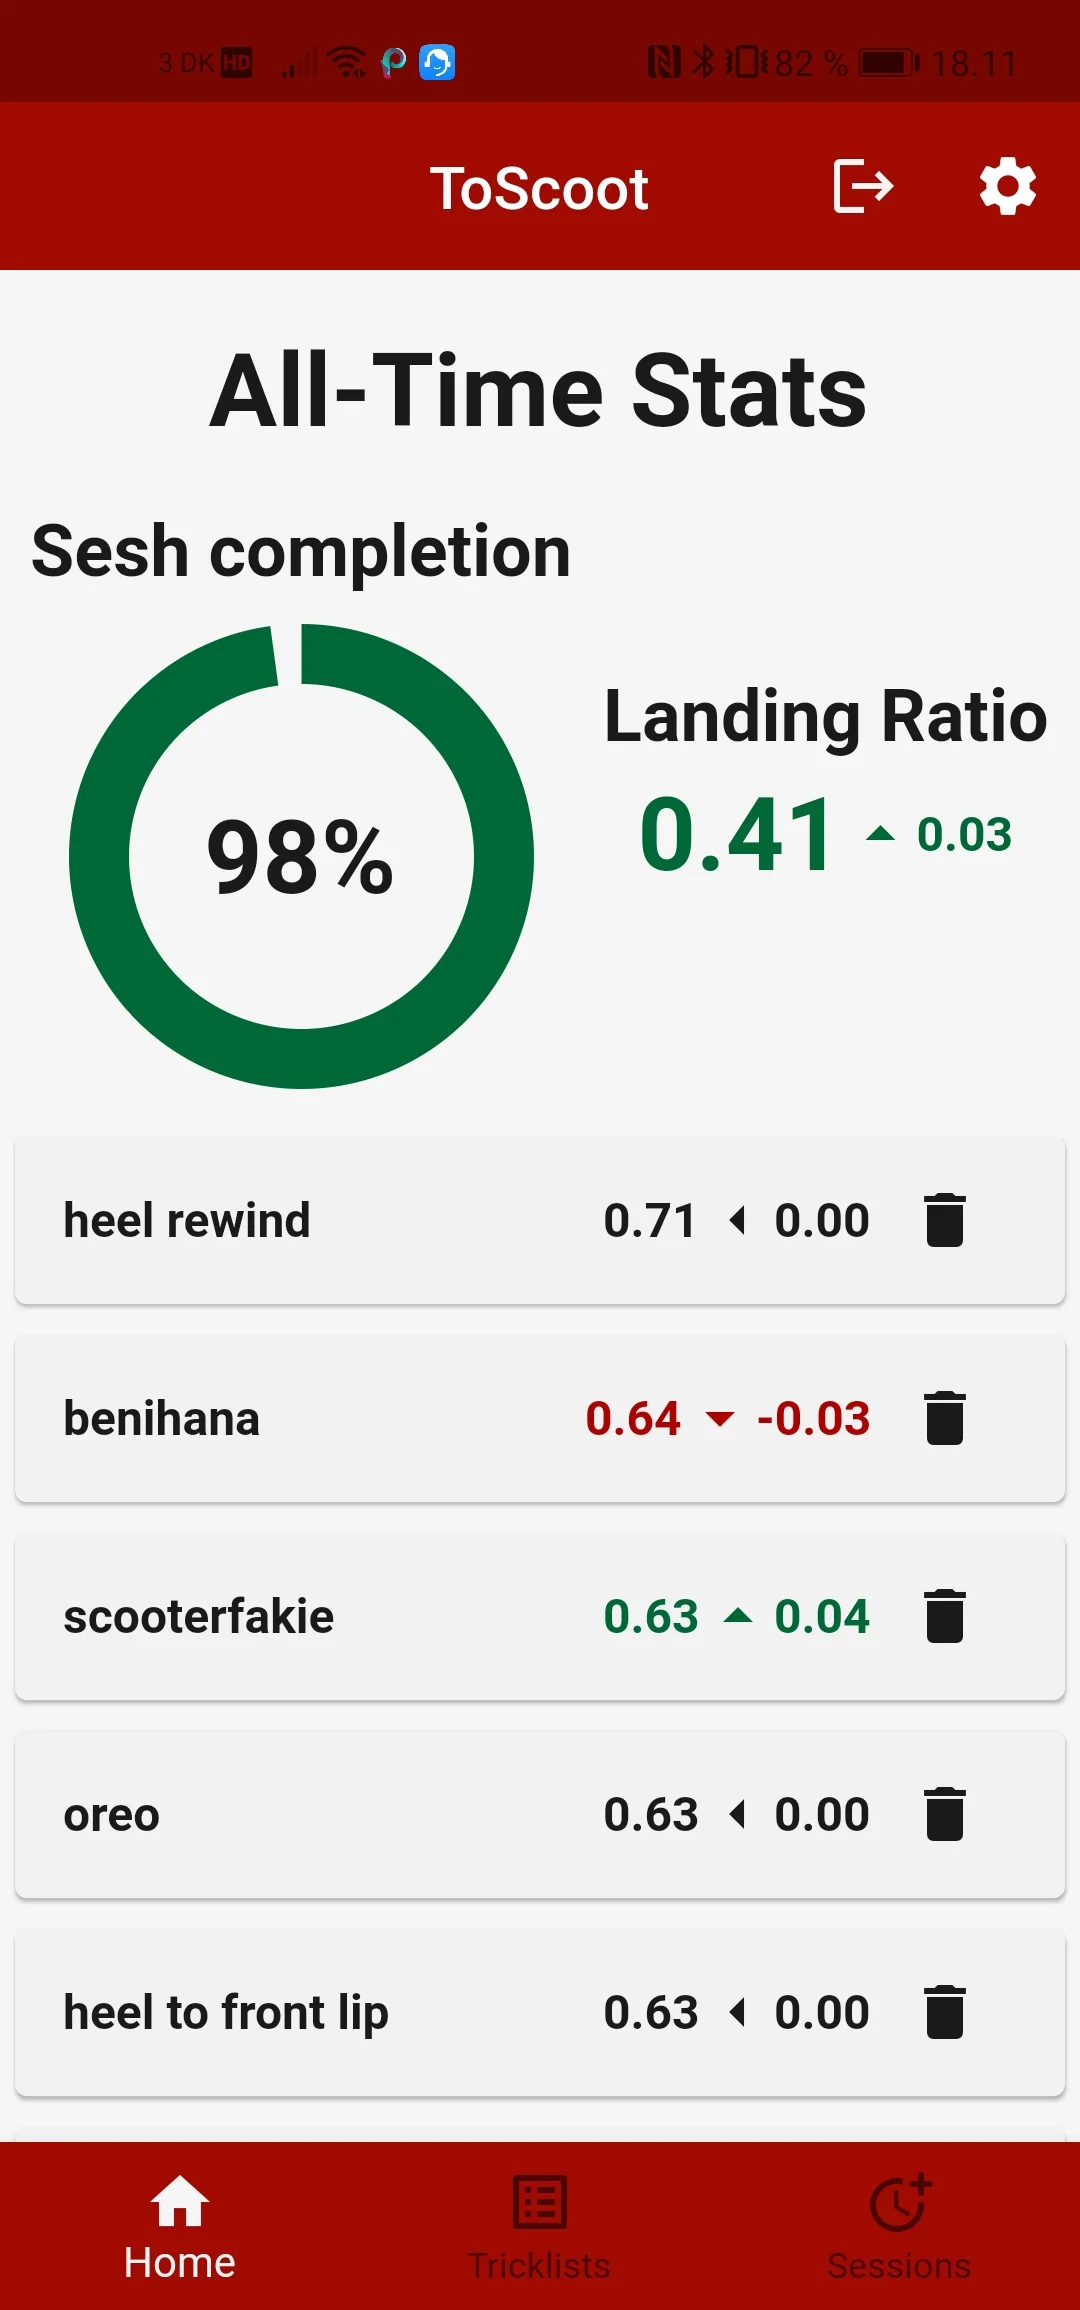 3 DK HD 82 % 18.11
ToScoot
All-Time Stats
Sesh completion
98%
Landing Ratio
0.41 0.03
heel rewind 0.71 0.00
benihana 0.64 -0.03
scooterfakie 0.63 0.04
oreo 0.63 0.00
heel to front lip 0.63 0.00
Home Tricklists Sessions